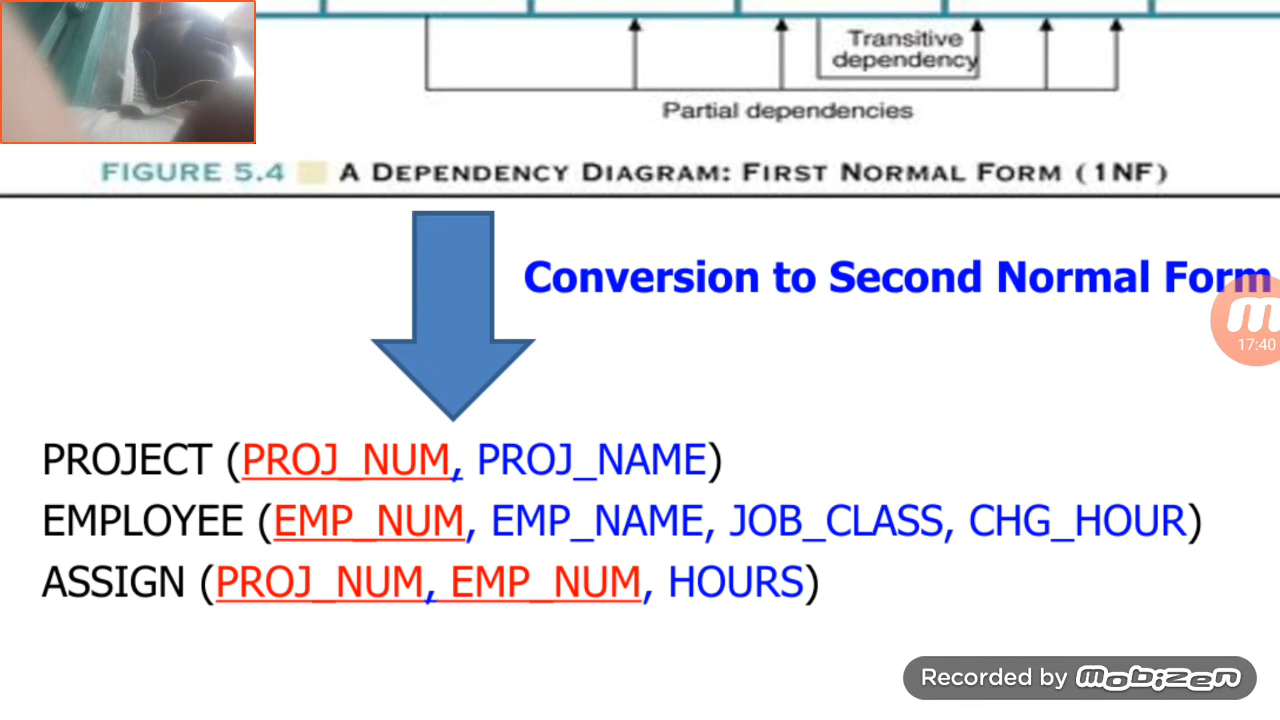 Transitive
dependency
Partial dependencies
FIGURE 5.4 A DEPENDENCY DIAGRAM: FIRST NORMAL FORM (1NF)
Conversion to Second Normal Form
17:40
PROJECT (PROJ_NUM, PROJ_NAME)
EMPLOYEE (EMP_NUM, EMP_NAME, JOB_CLASS, CHG_HOUR)
ASSIGN (PROJ_NUM, EMP_NUM, HOURS)
Recorded by mobizen